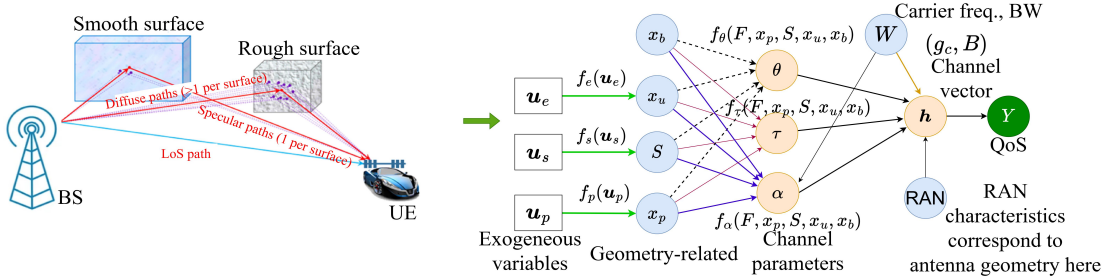 Smooth surface
Rough surface
Diffuse paths (>1 per surface)
Specular paths (1 per surface)
LoS path
BS
UE
u_e
u_s
u_p
Exogeneous
variables
f_e(u_e)
f_s(u_s)
f_p(u_p)
x_b
x_u
S
x_p
Geometry-related
f_θ(F, x_p, S, x_u, x_b)
θ
f_τ(F, x_p, S, x_u, x_b)
τ
α
f_α(F, x_p, S, x_u, x_b)
Channel
parameters
Carrier freq., BW
W
(g_c, B)
Channel
vector
h
Y
QoS
RAN
RAN
characteristics
correspond to
antenna geometry here